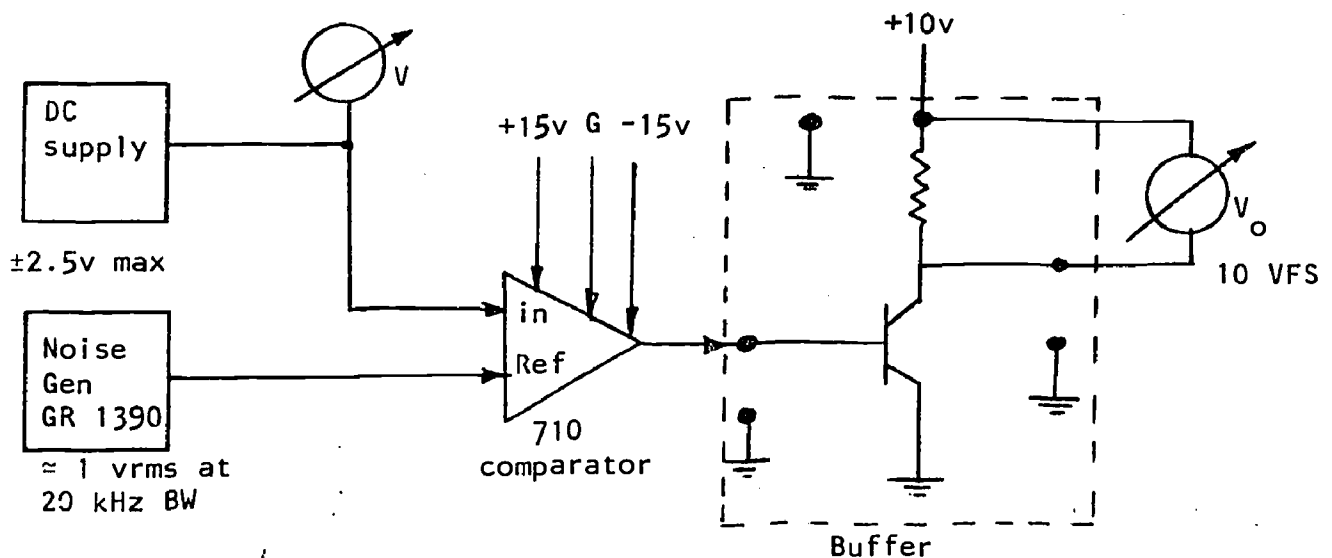 +10v
V
DC
supply
+15v G -15v
±2.5v max
V
o
10 VFS
in
Ref
Noise
Gen
GR 1390
710
comparator
≈ 1 vrms at
20 kHz BW
Buffer